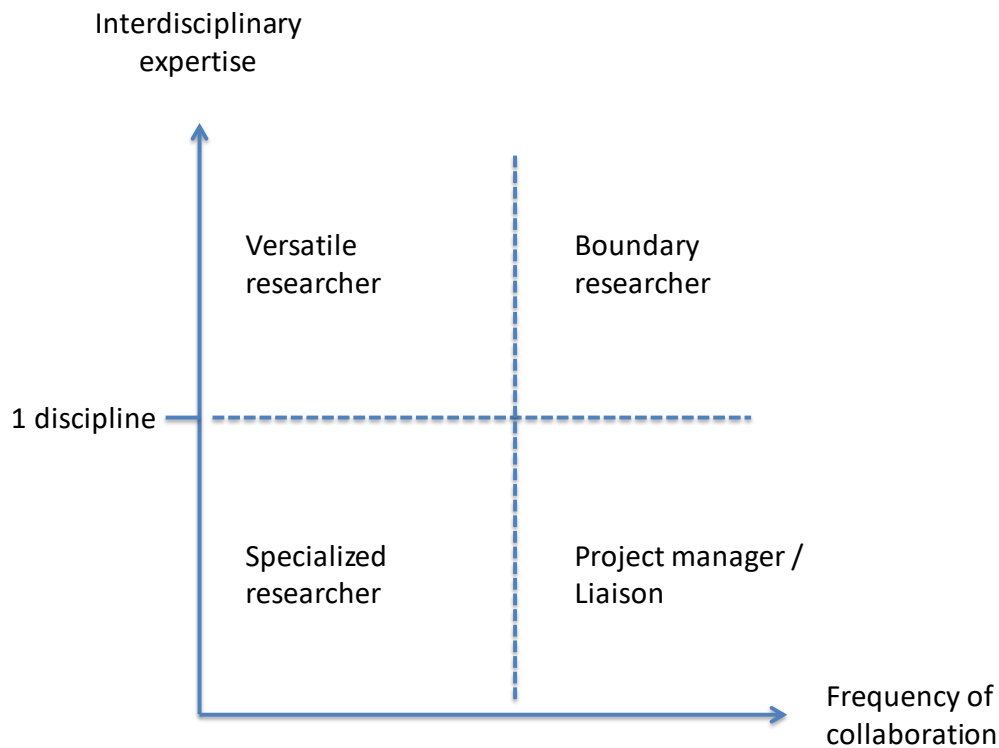 Interdisciplinary
expertise
Versatile
researcher
Boundary
researcher
1 discipline
Specialized
researcher
Project manager /
Liaison
Frequency of
collaboration